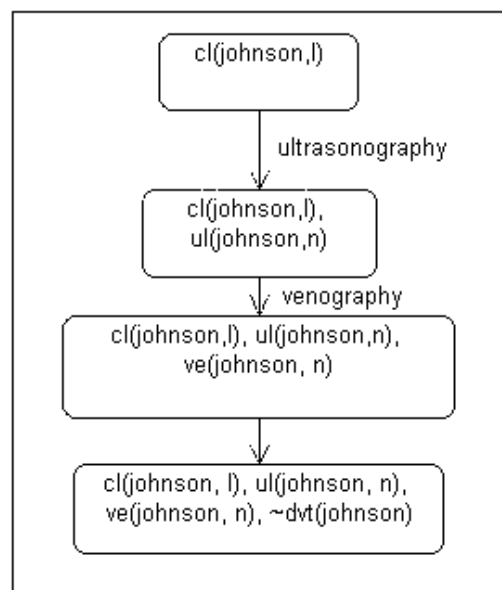 cl(johnson,l)
ultrasonography
cl(johnson,l),
ul(johnson,n)
venography
cl(johnson,l), ul(johnson,n),
ve(johnson, n)
cl(johnson, l), ul(johnson, n),
ve(johnson, n), ~dvt(johnson)